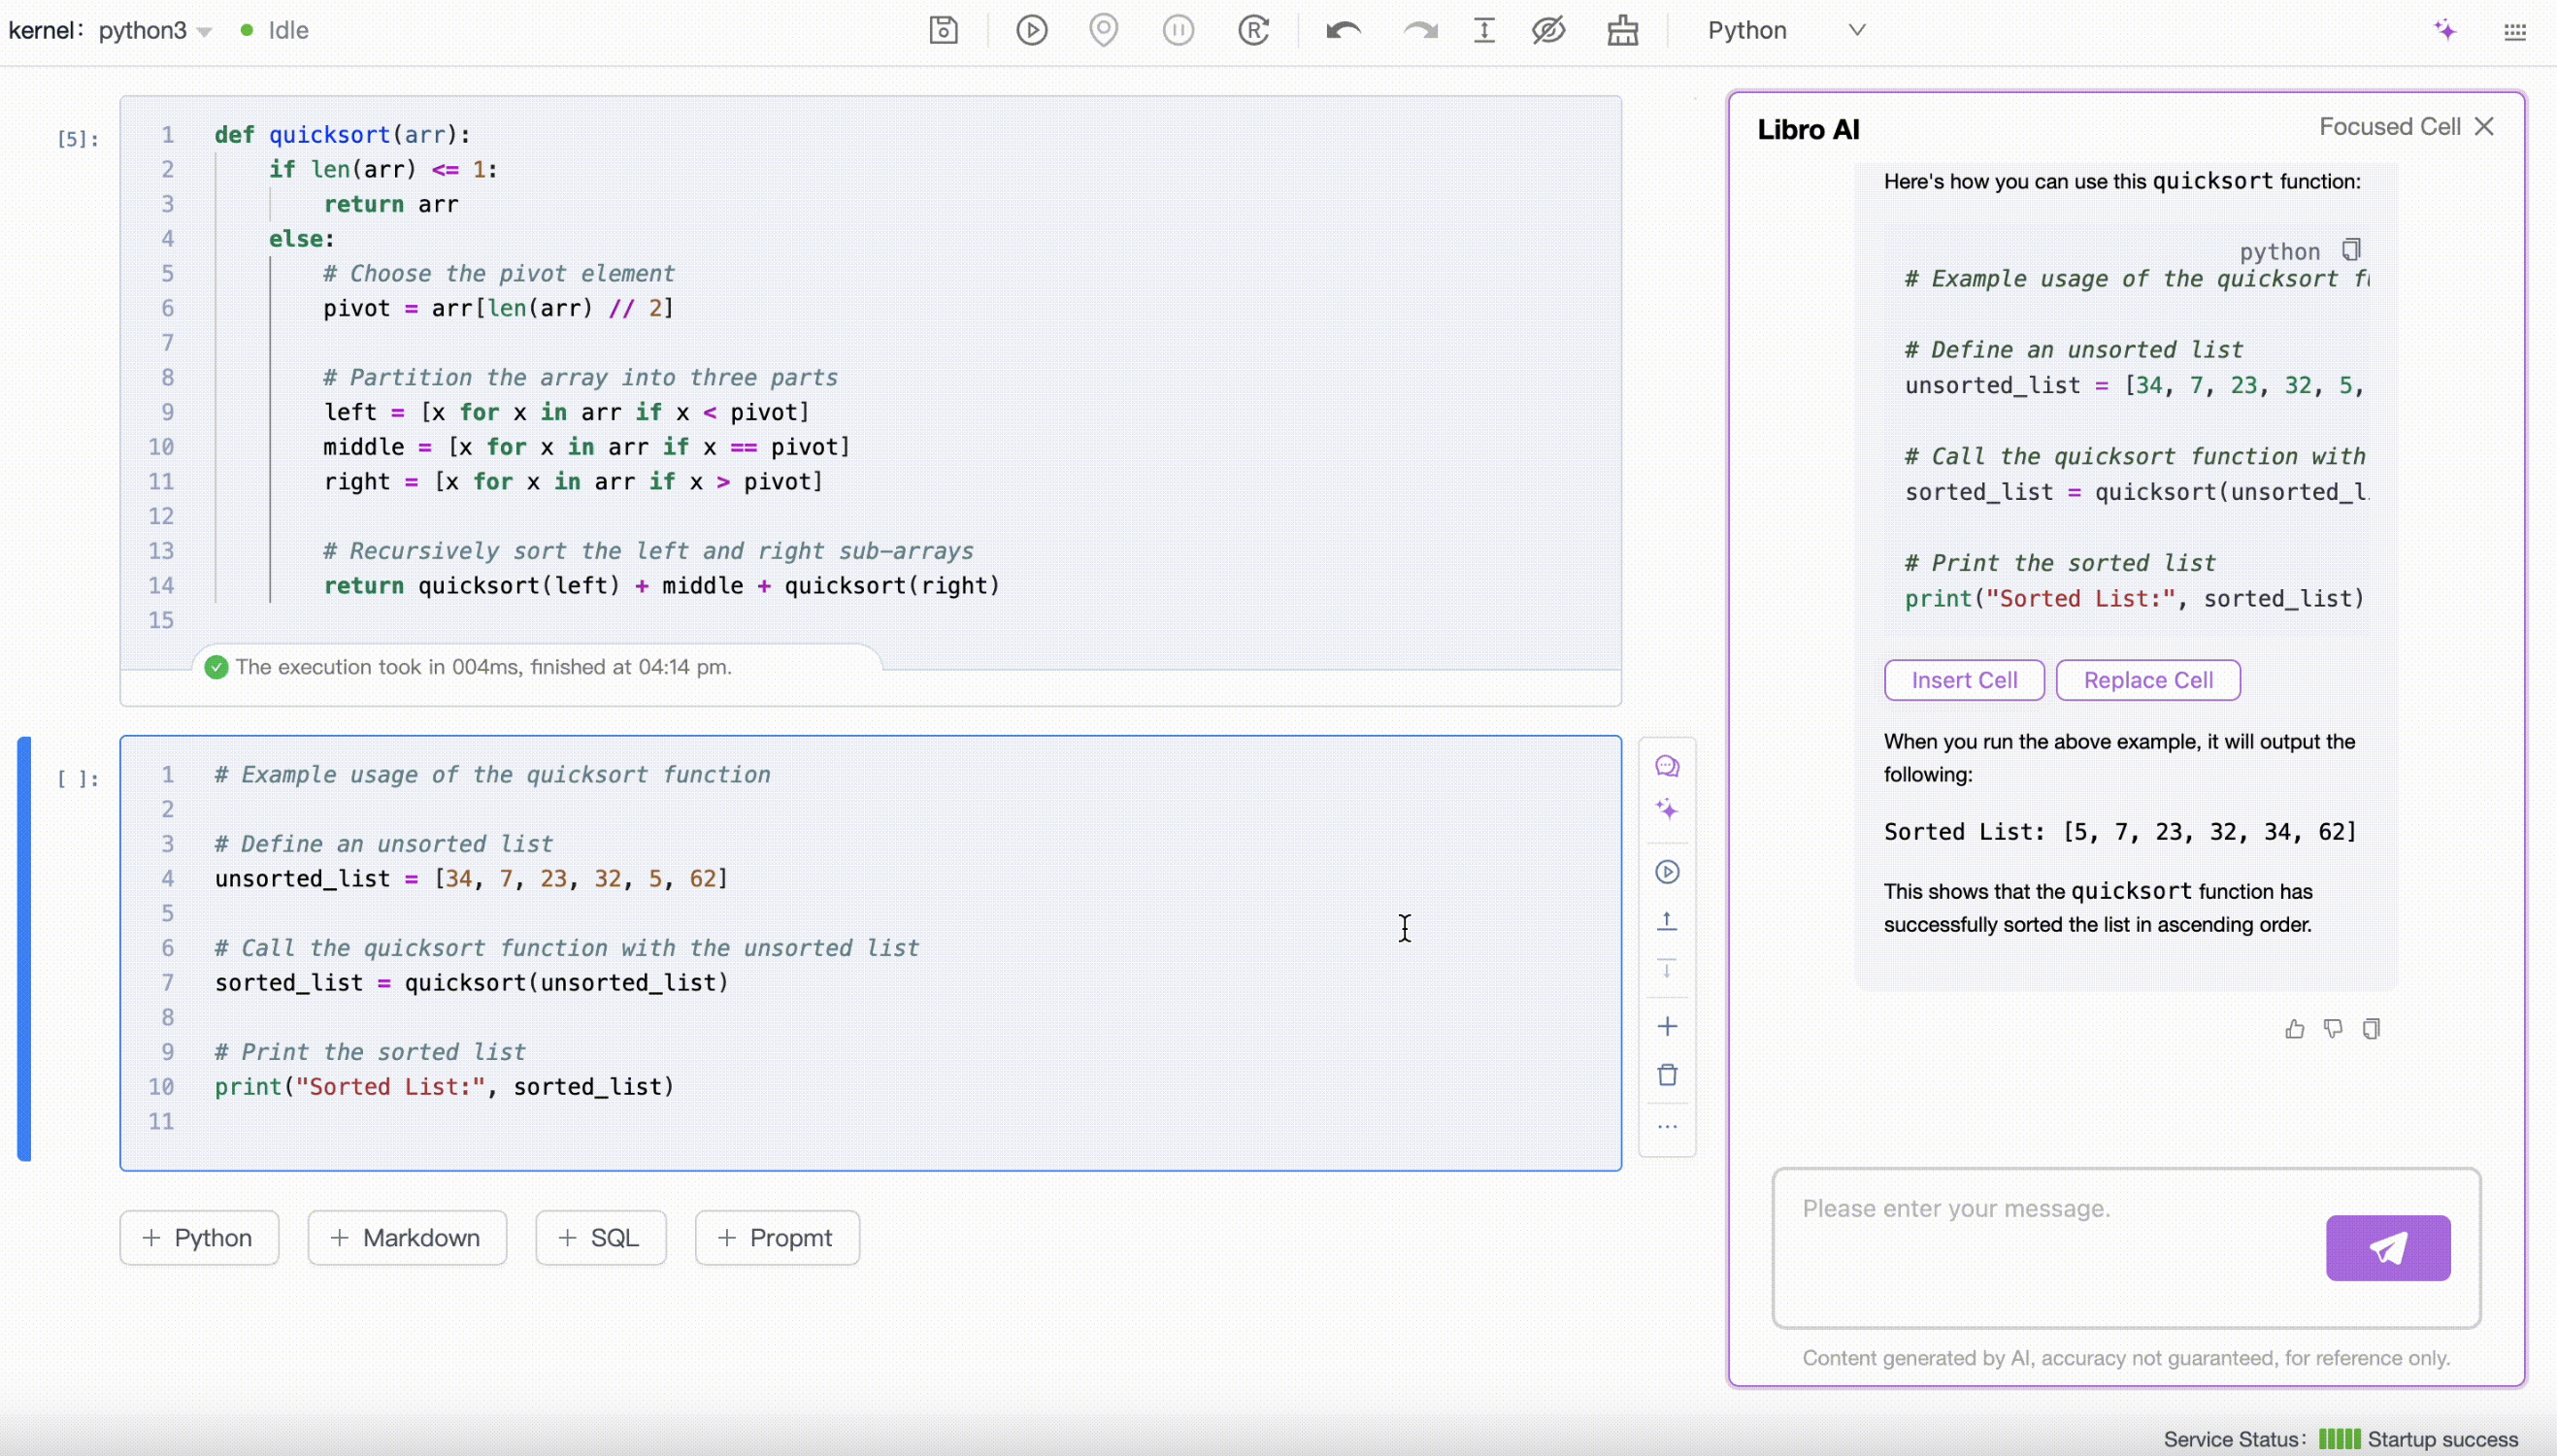 kernel: python3 Idle
Python
[5]:
1 def quicksort(arr):
2     if len(arr) <= 1:
3         return arr
4     else:
5         # Choose the pivot element
6         pivot = arr[len(arr) // 2]
7
8         # Partition the array into three parts
9         left = [x for x in arr if x < pivot]
10         middle = [x for x in arr if x == pivot]
11         right = [x for x in arr if x > pivot]
12
13         # Recursively sort the left and right sub-arrays
14         return quicksort(left) + middle + quicksort(right)
15
The execution took in 004ms, finished at 04:14 pm.
[ ]:
1 # Example usage of the quicksort function
2
3 # Define an unsorted list
4 unsorted_list = [34, 7, 23, 32, 5, 62]
5
6 # Call the quicksort function with the unsorted list
7 sorted_list = quicksort(unsorted_list)
8
9 # Print the sorted list
10 print("Sorted List:", sorted_list)
11
+ Python + Markdown + SQL + Propmt
Libro AI
Focused Cell
Here's how you can use this quicksort function:
python
# Example usage of the quicksort
# Define an unsorted list
unsorted_list = [34, 7, 23, 32, 5,
# Call the quicksort function with
sorted_list = quicksort(unsorted_l
# Print the sorted list
print("Sorted List:", sorted_list)
Insert Cell
Replace Cell
When you run the above example, it will output the
following:
Sorted List: [5, 7, 23, 32, 34, 62]
This shows that the quicksort function has
successfully sorted the list in ascending order.
Please enter your message.
Content generated by AI, accuracy not guaranteed, for reference only.
Service Status: Startup success